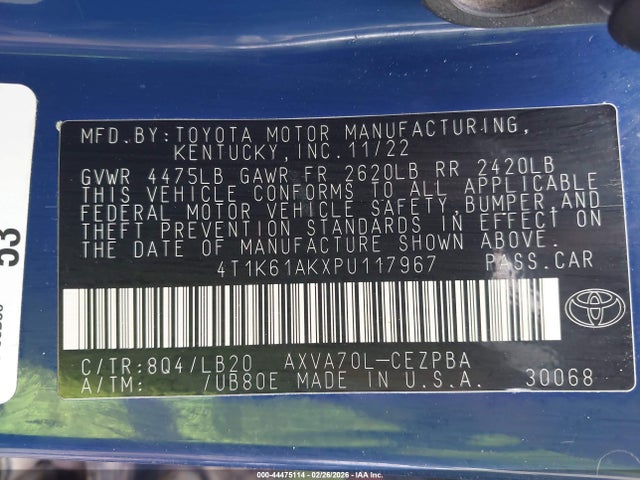 MFD.BY:TOYOTA MOTOR MANUFACTURING,
KENTUCKY,INC.11/22
GVWR 4475LB GAWR FR 2620LB RR 2420LB
THIS VEHICLE CONFORMS TO ALL APPLICABLE
FEDERAL MOTOR VEHICLE SAFETY,BUMPER,AND
THEFT PREVENTION STANDARDS IN EFFECT ON
THE DATE OF MANUFACTURE SHOWN ABOVE.
4T1K61AKXPU117967 PASS.CAR
C/TR:8Q4/LB20 AXVA70L-CEZPBA
A/TM: /UB80E MADE IN U.S.A. 30068
53
000-44475114 - 02/26/2026 - IAA Inc.